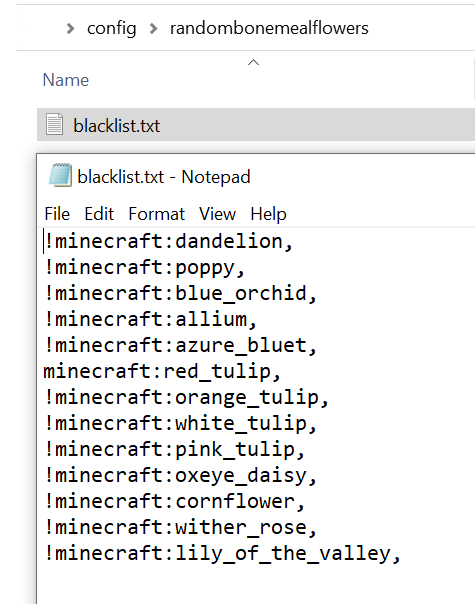 config > randombonemealflowers
Name
blacklist.txt
blacklist.txt - Notepad
File Edit Format View Help
!minecraft:dandelion,
!minecraft:poppy,
!minecraft:blue_orchid,
!minecraft:allium,
!minecraft:azure_bluet,
minecraft:red_tulip,
!minecraft:orange_tulip,
!minecraft:white_tulip,
!minecraft:pink_tulip,
!minecraft:oxeye_daisy,
!minecraft:cornflower,
!minecraft:wither_rose,
!minecraft:lily_of_the_valley,